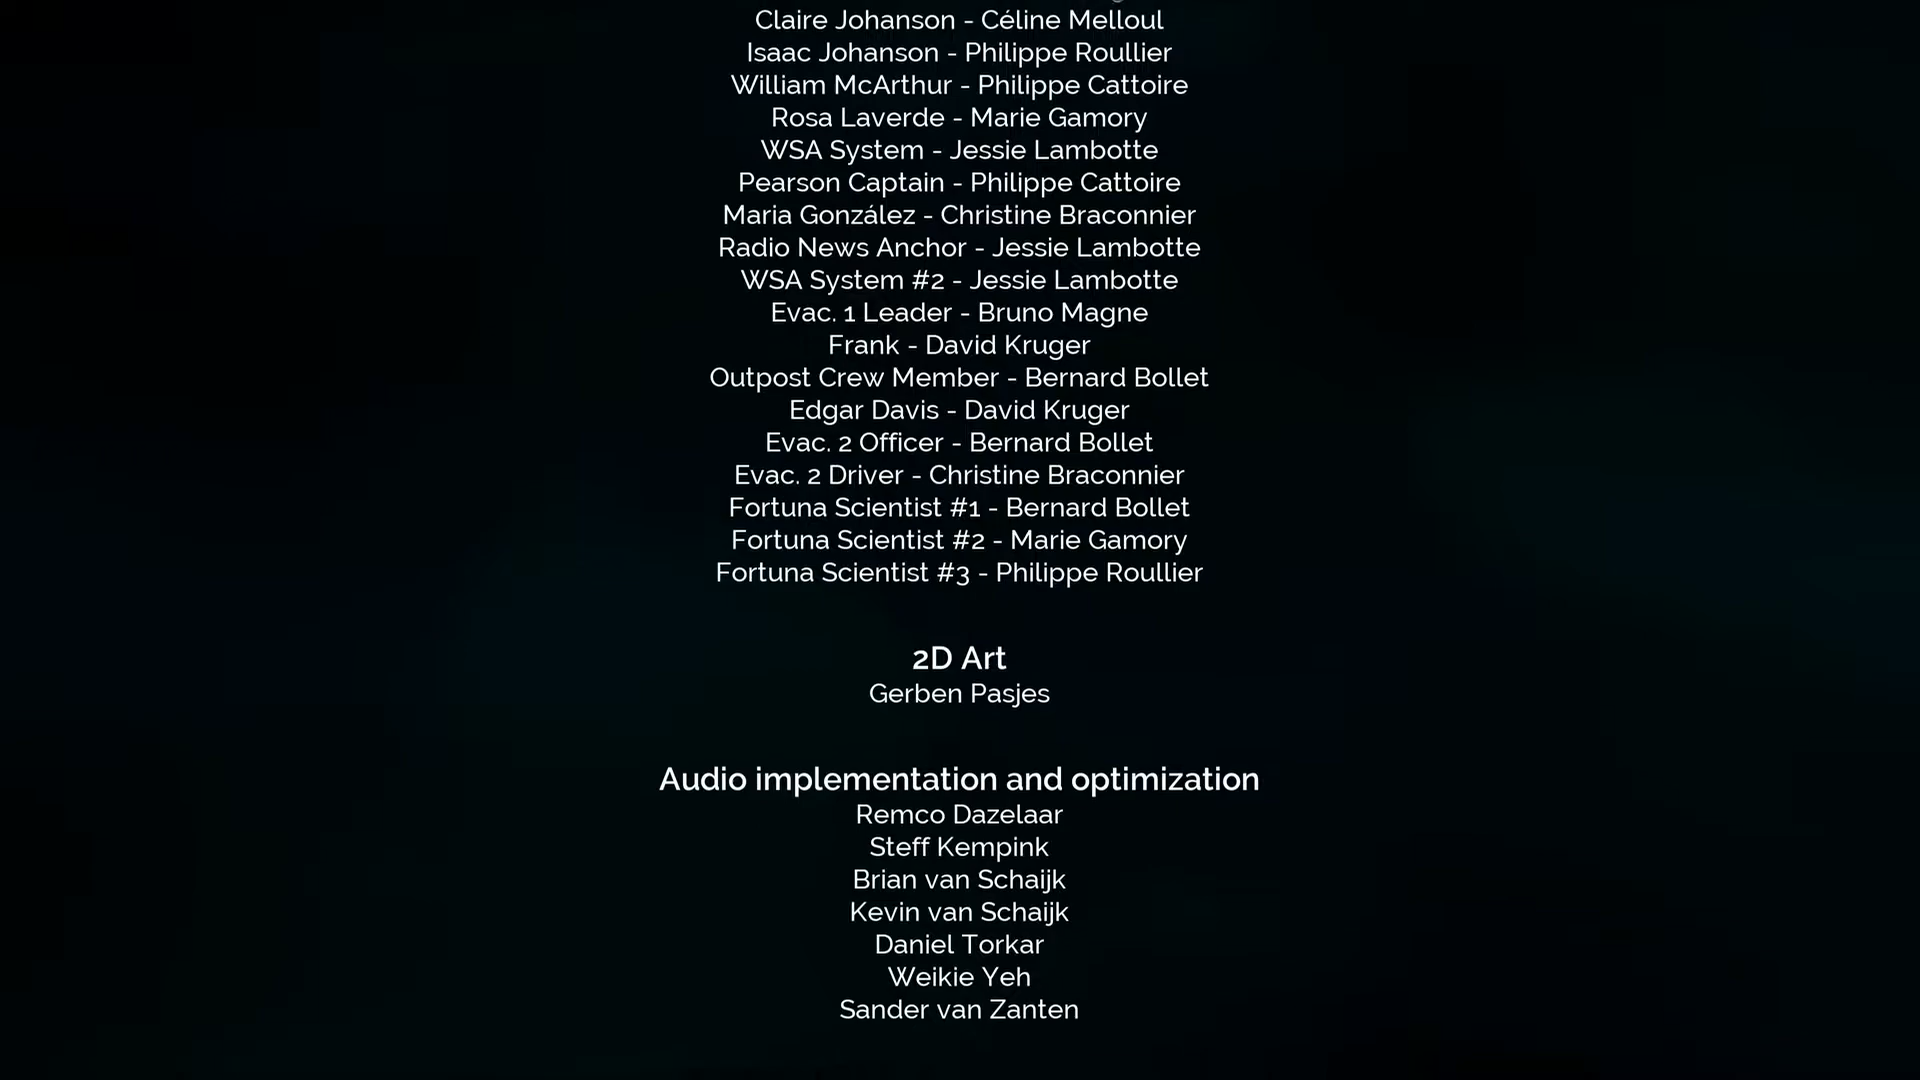 Claire Johanson - Céline Melloul
Isaac Johanson - Philippe Roullier
William McArthur - Philippe Cattoire
Rosa Laverde - Marie Gamory
WSA System - Jessie Lambotte
Pearson Captain - Philippe Cattoire
Maria González - Christine Braconnier
Radio News Anchor - Jessie Lambotte
WSA System #2 - Jessie Lambotte
Evac. 1 Leader - Bruno Magne
Frank - David Kruger
Outpost Crew Member - Bernard Bollet
Edgar Davis - David Kruger
Evac. 2 Officer - Bernard Bollet
Evac. 2 Driver - Christine Braconnier
Fortuna Scientist #1 - Bernard Bollet
Fortuna Scientist #2 - Marie Gamory
Fortuna Scientist #3 - Philippe Roullier
2D Art
Gerben Pasjes
Audio implementation and optimization
Remco Dazelaar
Steff Kempink
Brian van Schaijk
Kevin van Schaijk
Daniel Torkar
Weikie Yeh
Sander van Zanten